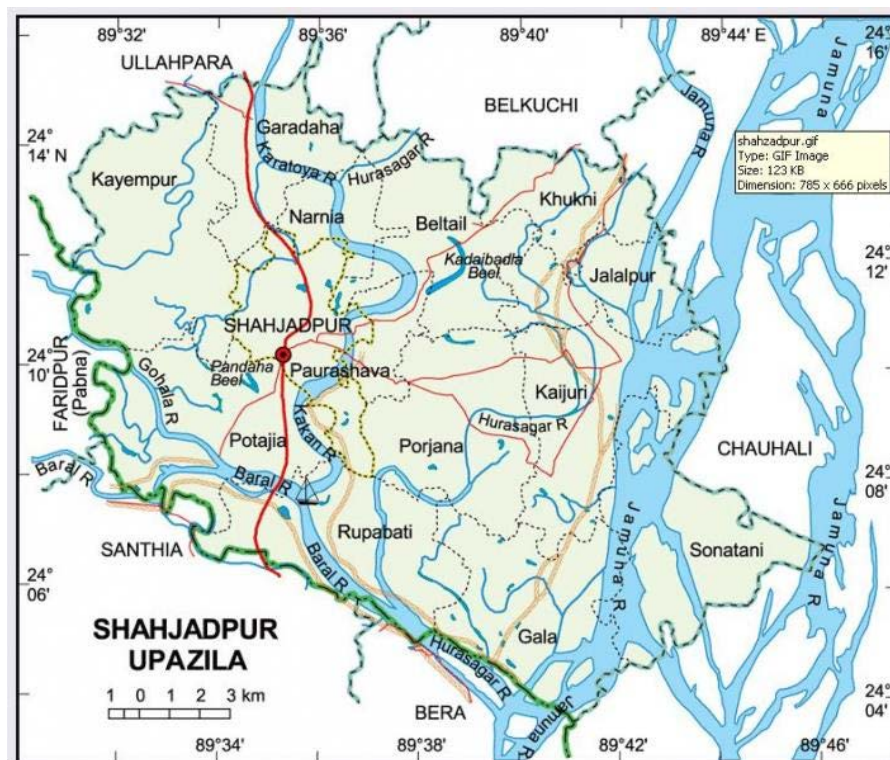 89°32'
89°36'
89°40'
89°44' E
24°
16'
ULLAHPARA
BELKUCHI
Jamuna
Jamuna R
shahzadpur.gif
Type: GIF Image
Size: 123 KB
Dimension: 785 x 666 pixels
24°
14' N
Garadaha
Karatoya R
Hurasagar R
Kayempur
Khukni
Narnia
Beltail
Kadaibadla
Beel
Jalalpur
24°
12'
SHAHJADPUR
24°
10'
FARIDPUR
(Pabna)
Pandaha
Beel
Paurashava
Gohala R
Kaijuri
Kakan R
Hurasagar R
Potajia
Porjana
CHAUHALI
Baral R
Baral R
24°
08'
Rupabati
Jamuna R
SANTHIA
Sonatani
Jamuna R
24°
06'
Baral R
SHAHJADPUR
UPAZILA
Gala
Hurasagar R
1 0 1 2 3 km
BERA
Jamuna R
24°
04'
89°34'
89°38'
89°42'
89°46'